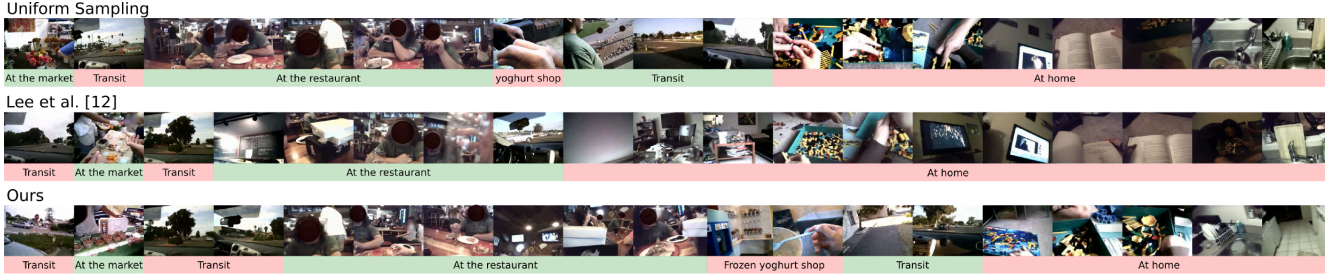 Uniform Sampling
At the market Transit At the restaurant yoghurt shop Transit At home
Lee et al. [12]
Transit At the market Transit At the restaurant At home
Ours
Transit At the market Transit At the restaurant Frozen yoghurt shop Transit At home